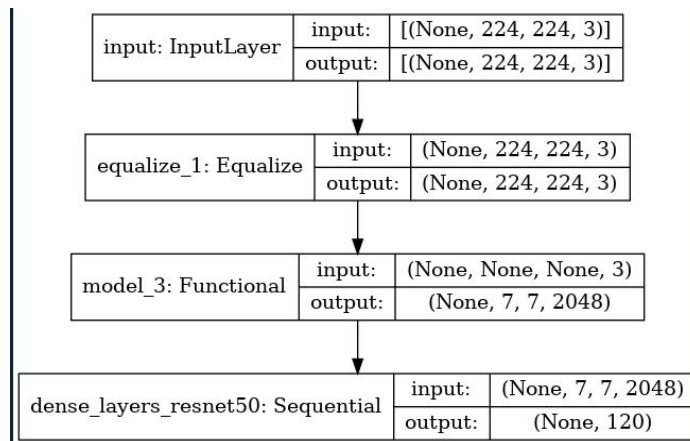 input: InputLayer
input: [(None, 224, 224, 3)]
output: [(None, 224, 224, 3)]
equalize_1: Equalize
input: (None, 224, 224, 3)
output: (None, 224, 224, 3)
model_3: Functional
input: (None, None, None, 3)
output: (None, 7, 7, 2048)
dense_layers_resnet50: Sequential
input: (None, 7, 7, 2048)
output: (None, 120)